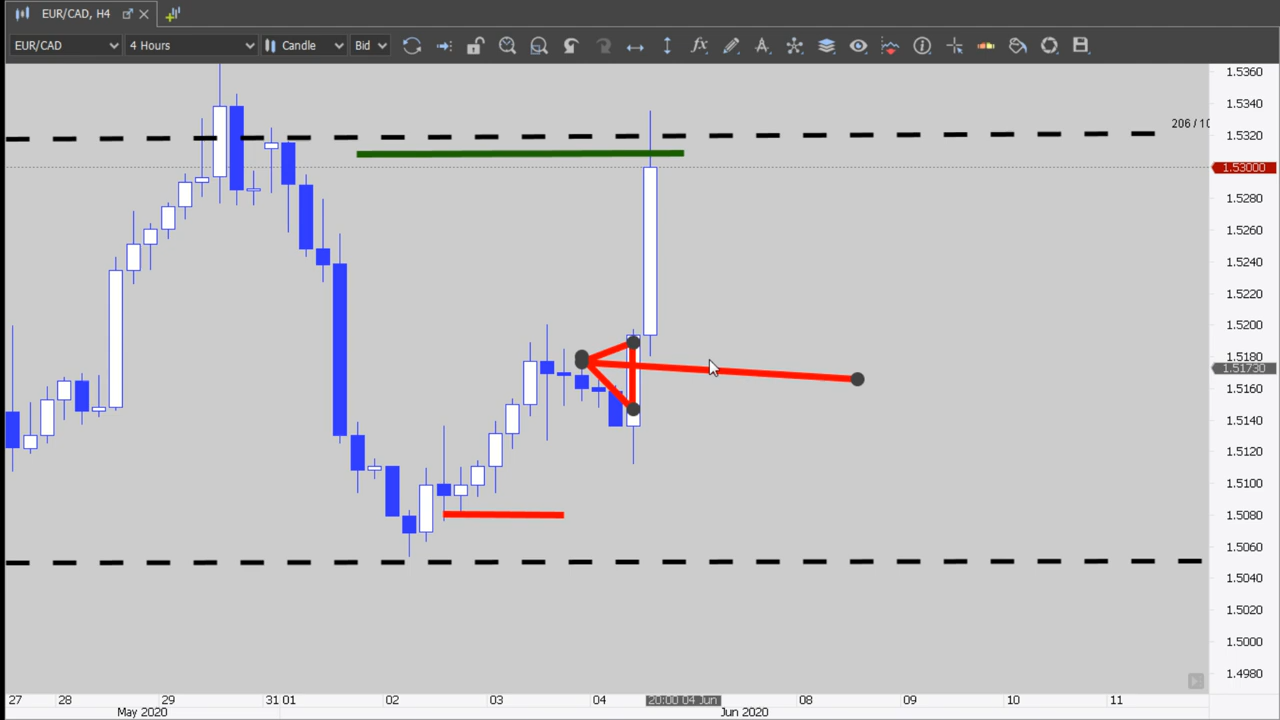 EUR/CAD, H4
EUR/CAD
4 Hours
Candle
Bid
1.5360
1.5340
206 / 10
1.5320
1.53000
1.5280
1.5260
1.5240
1.5220
1.5200
1.5180
1.51730
1.5160
1.5140
1.5120
1.5100
1.5080
1.5060
1.5040
1.5020
1.5000
1.4980
27 28 29 31 01 02 03 04 20:00 04 Jun 08 09 10 11
May 2020 Jun 2020